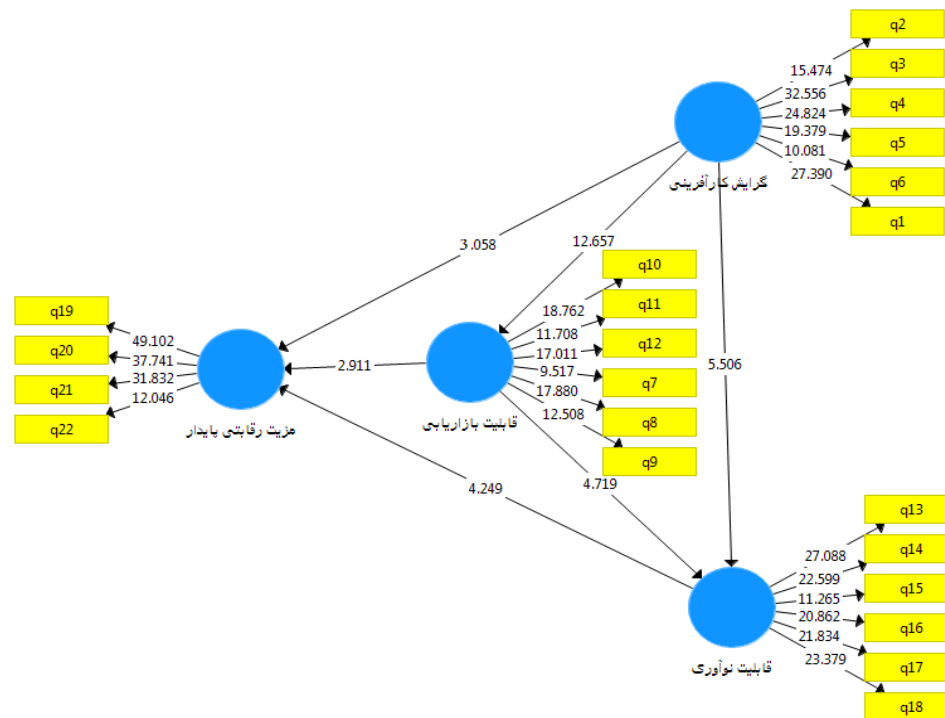 q2
q3
q4
q5
q6
q1
15.474
32.556
24.824
19.379
10.081
27.390
گرایش کارآفرینی
3.058
12.657
5.506
q10
q11
q12
q7
q8
q9
18.762
11.708
17.011
9.517
17.880
12.508
قابلیت بازاریابی
2.911
4.719
4.249
q19
q20
q21
q22
49.102
37.741
31.832
12.046
مزیت رقابتی پایدار
q13
q14
q15
q16
q17
q18
27.088
22.599
11.265
20.862
21.834
23.379
قابلیت نوآوری